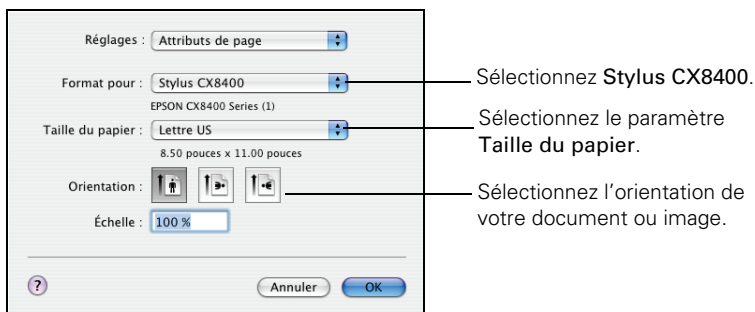 Réglages : Attributs de page
Format pour : Stylus CX8400
EPSON CX8400 Series (1)
Taille du papier : Lettre US
8.50 pouces x 11.00 pouces
Orientation :
Échelle : 100 %
?
Annuler OK
Sélectionnez Stylus CX8400.
Sélectionnez le paramètre
Taille du papier.
Sélectionnez l'orientation de
votre document ou image.